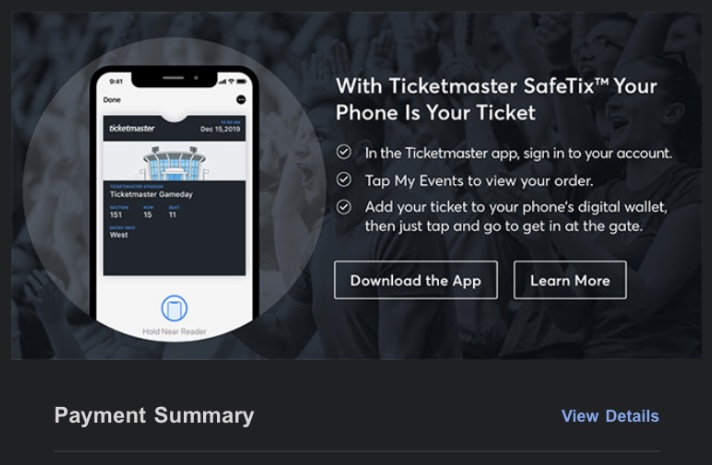 9:41
Done
ticketmaster
Dec 15,2019
TICKETMASTER STADIUM
Ticketmaster Gameday
SECTION ROW SEAT
151 15 11
ENTRY INFO
West
Hold Near Reader
With Ticketmaster SafeTix™ Your
Phone Is Your Ticket
In the Ticketmaster app, sign in to your account.
Tap My Events to view your order.
Add your ticket to your phone's digital wallet,
then just tap and go to get in at the gate.
Download the App
Learn More
Payment Summary
View Details